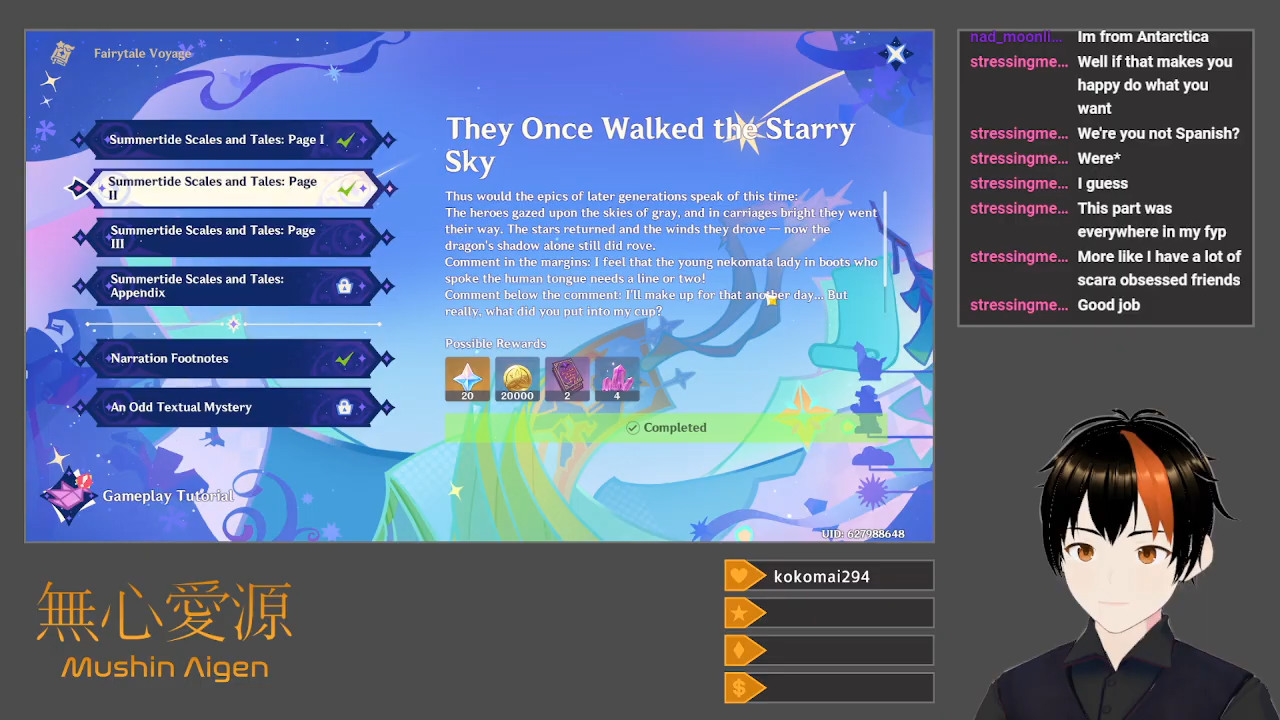 Fairytale Voyage
Summertide Scales and Tales: Page I
Summertide Scales and Tales: Page
II
Summertide Scales and Tales: Page
III
Summertide Scales and Tales:
Appendix
Narration Footnotes
An Odd Textual Mystery
Gameplay Tutorial
They Once Walked the Starry
Sky
Thus would the epics of later generations speak of this time:
The heroes gazed upon the skies of gray, and in carriages bright they went
their way. The stars returned and the winds they drove — now the
dragon's shadow alone still did rove.
Comment in the margins: I feel that the young nekomata lady in boots who
spoke the human tongue needs a line or two!
Comment below the comment: I'll make up for that another day... But
really, what did you put into my cup?
Possible Rewards
20
20000
2
4
Completed
UID: 627988648
nad_moonli... Im from Antarctica
stressingme... Well if that makes you
happy do what you
want
stressingme... We're you not Spanish?
stressingme... Were*
stressingme... I guess
stressingme... This part was
everywhere in my fyp
stressingme... More like I have a lot of
scara obsessed friends
stressingme... Good job
kokomai294
$
無心愛源
Mushin Aigen